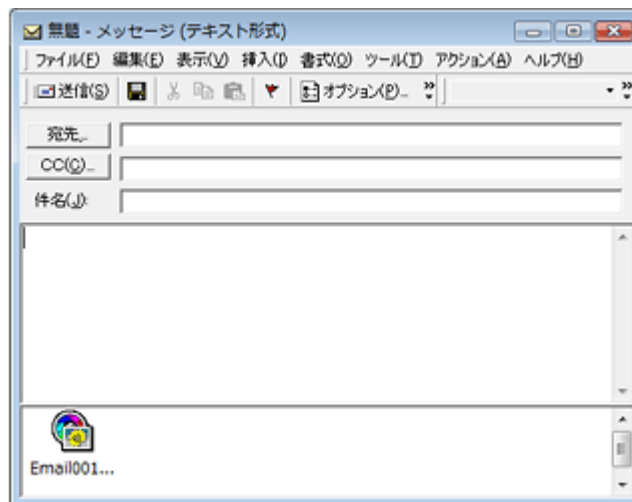 無題 - メッセージ (テキスト形式)
ファイル(F) 編集(E) 表示(V) 挿入(I) 書式(O) ツール(T) アクション(A) ヘルプ(H)
送信(S) オプション(P)...
宛先...
CC(C)...
件名(J):
Email001...